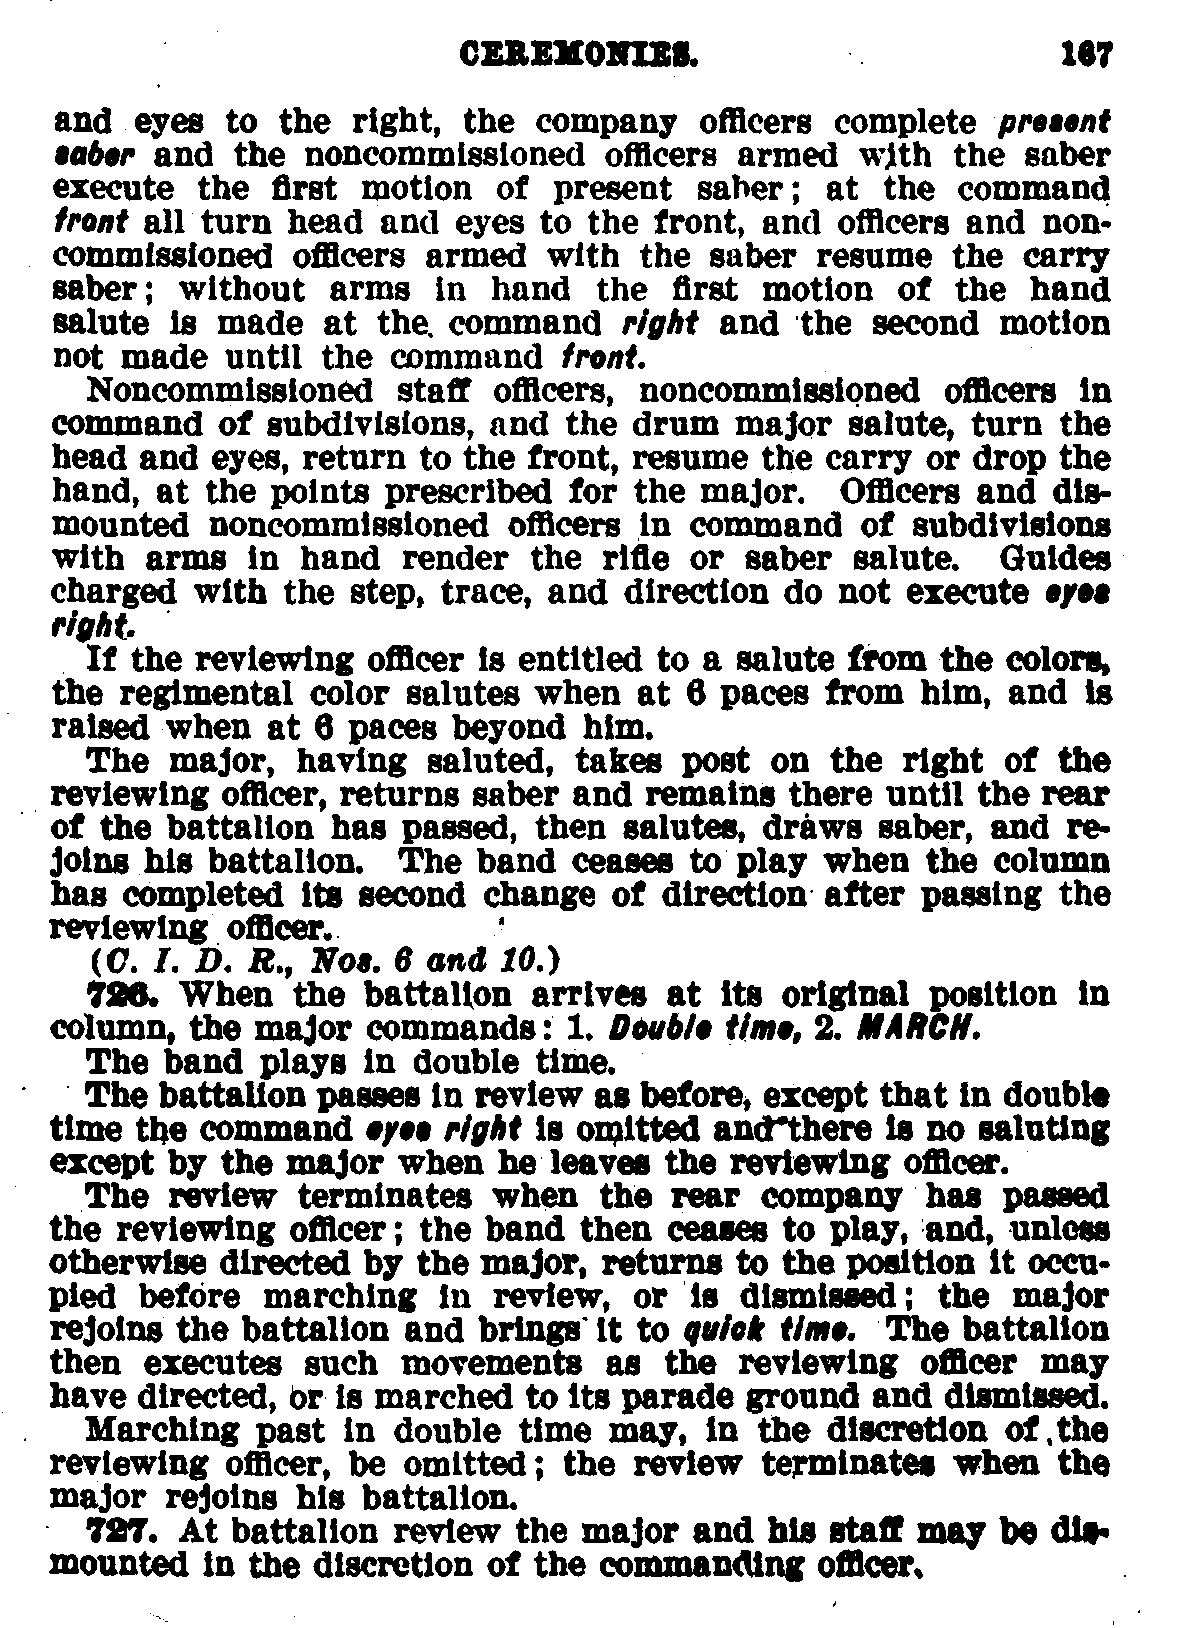 CEREMONIES. 167
and eyes to the right, the company officers complete present
saber and the noncommissioned officers armed with the saber
execute the first motion of present saber; at the command
front all turn head and eyes to the front, and officers and non-
commissioned officers armed with the saber resume the carry
saber; without arms in hand the first motion of the hand
salute is made at the command right and the second motion
not made until the command front.
Noncommissioned staff officers, noncommissioned officers in
command of subdivisions, and the drum major salute, turn the
head and eyes, return to the front, resume the carry or drop the
hand, at the points prescribed for the major. Officers and dis-
mounted noncommissioned officers in command of subdivisions
with arms in hand render the rifle or saber salute. Guides
charged with the step, trace, and direction do not execute eyes
right.
If the reviewing officer is entitled to a salute from the colors,
the regimental color salutes when at 6 paces from him, and is
raised when at 6 paces beyond him.
The major, having saluted, takes post on the right of the
reviewing officer, returns saber and remains there until the rear
of the battalion has passed, then salutes, draws saber, and re-
joins his battalion. The band ceases to play when the column
has completed its second change of direction after passing the
reviewing officer.
(C. I. D. R., Nos. 6 and 10.)
726. When the battalion arrives at its original position in
column, the major commands: 1. Double time, 2. MARCH.
The band plays in double time.
The battalion passes in review as before, except that in double
time the command eyes right is omitted and there is no saluting
except by the major when he leaves the reviewing officer.
The review terminates when the rear company has passed
the reviewing officer; the band then ceases to play, and, unless
otherwise directed by the major, returns to the position it occu-
pied before marching in review, or is dismissed; the major
rejoins the battalion and brings it to quick time. The battalion
then executes such movements as the reviewing officer may
have directed, or is marched to its parade ground and dismissed.
Marching past in double time may, in the discretion of the
reviewing officer, be omitted; the review terminates when the
major rejoins his battalion.
727. At battalion review the major and his staff may be dis-
mounted in the discretion of the commanding officer.